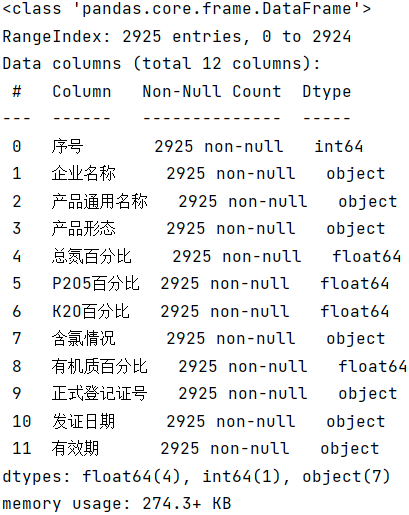 <class 'pandas.core.frame.DataFrame'>
RangeIndex: 2925 entries, 0 to 2924
Data columns (total 12 columns):
 #   Column   Non-Null Count  Dtype
---  ------   --------------  -----
 0   序号       2925 non-null   int64
 1   企业名称     2925 non-null   object
 2   产品通用名称   2925 non-null   object
 3   产品形态     2925 non-null   object
 4   总氮百分比    2925 non-null   float64
 5   P2O5百分比  2925 non-null   float64
 6   K2O百分比   2925 non-null   float64
 7   含氯情况     2925 non-null   object
 8   有机质百分比   2925 non-null   float64
 9   正式登记证号   2925 non-null   object
 10  发证日期     2925 non-null   object
 11  有效期      2925 non-null   object
dtypes: float64(4), int64(1), object(7)
memory usage: 274.3+ KB